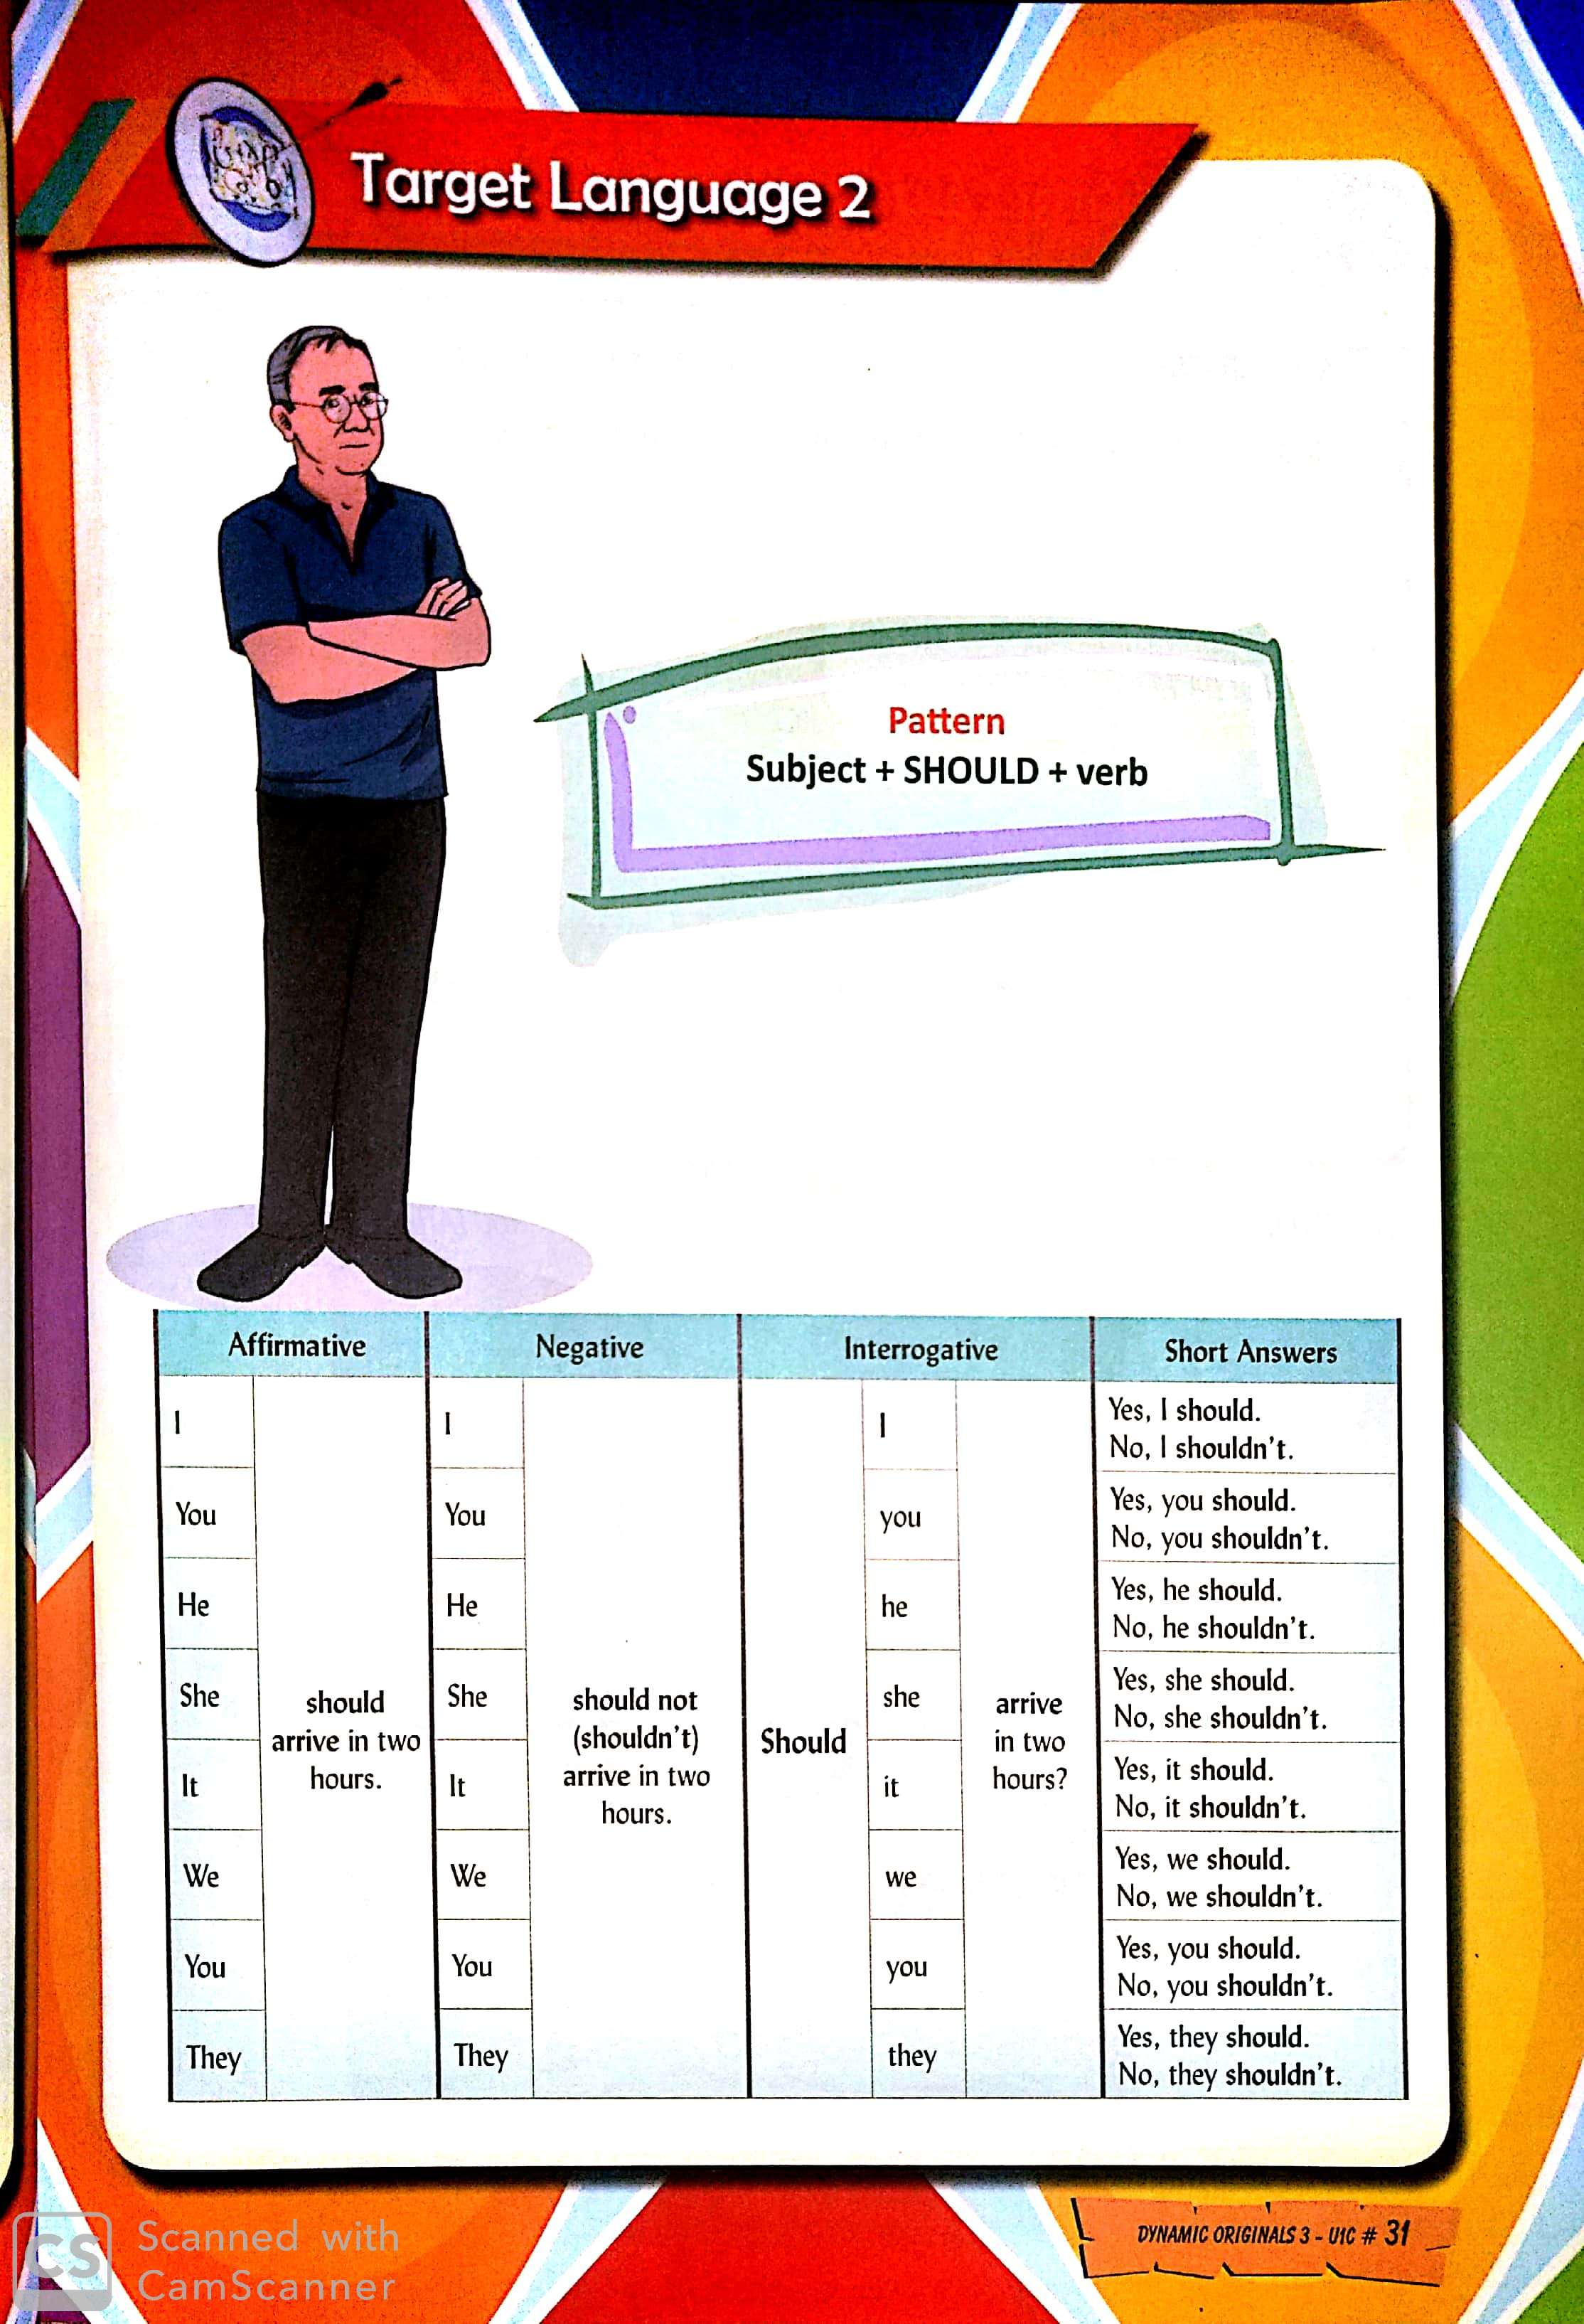 Target Language 2
Pattern
Subject + SHOULD + verb
Affirmative
Negative
Interrogative
Short Answers
I
You
He
She
It
We
You
They
should
arrive in two
hours.
I
You
He
She
It
We
You
They
should not
(shouldn't)
arrive in two
hours.
Should
I
you
he
she
it
we
you
they
arrive
in two
hours?
Yes, I should.
No, I shouldn't.
Yes, you should.
No, you shouldn't.
Yes, he should.
No, he shouldn't.
Yes, she should.
No, she shouldn't.
Yes, it should.
No, it shouldn't.
Yes, we should.
No, we shouldn't.
Yes, you should.
No, you shouldn't.
Yes, they should.
No, they shouldn't.
DYNAMIC ORIGINALS 3 - U1C # 31
CS
Scanned with
CamScanner